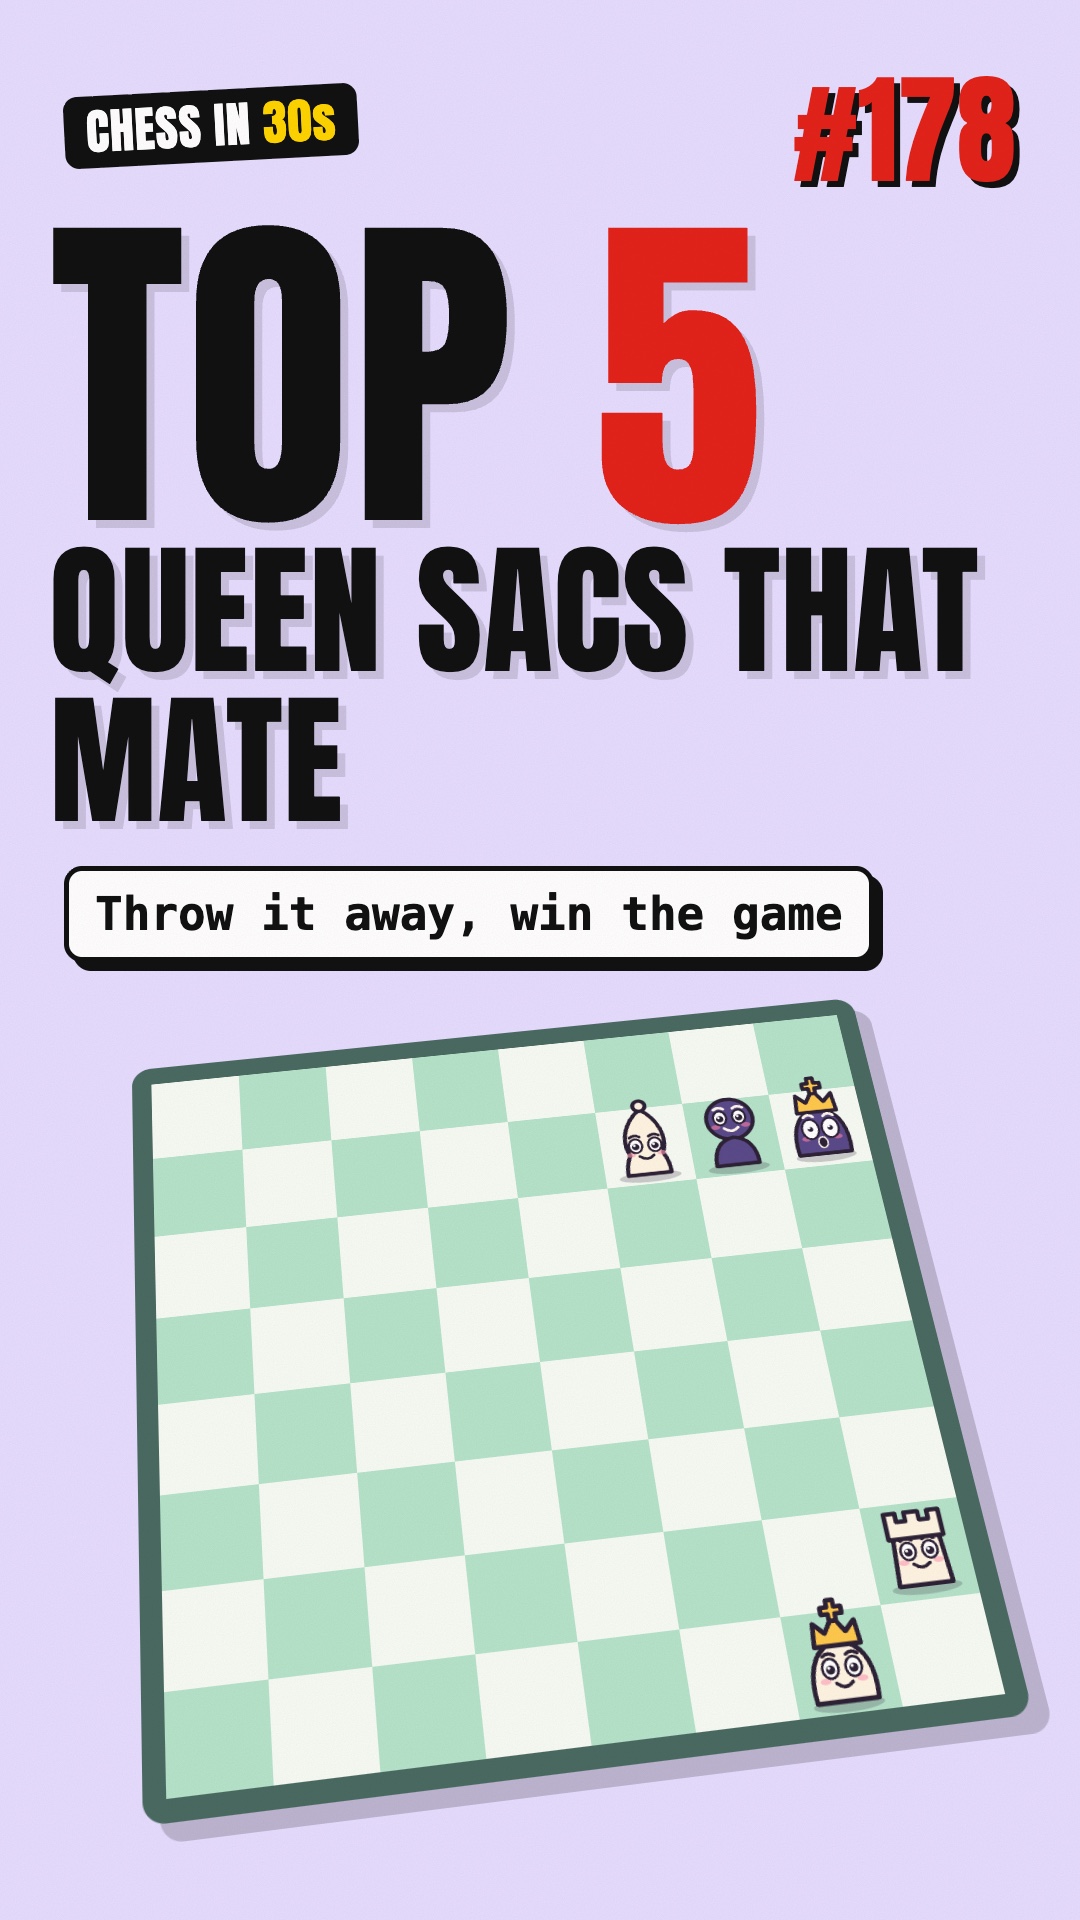 CHESS IN 30s
#178
TOP 5
QUEEN SACS THAT
MATE
Throw it away, win the game